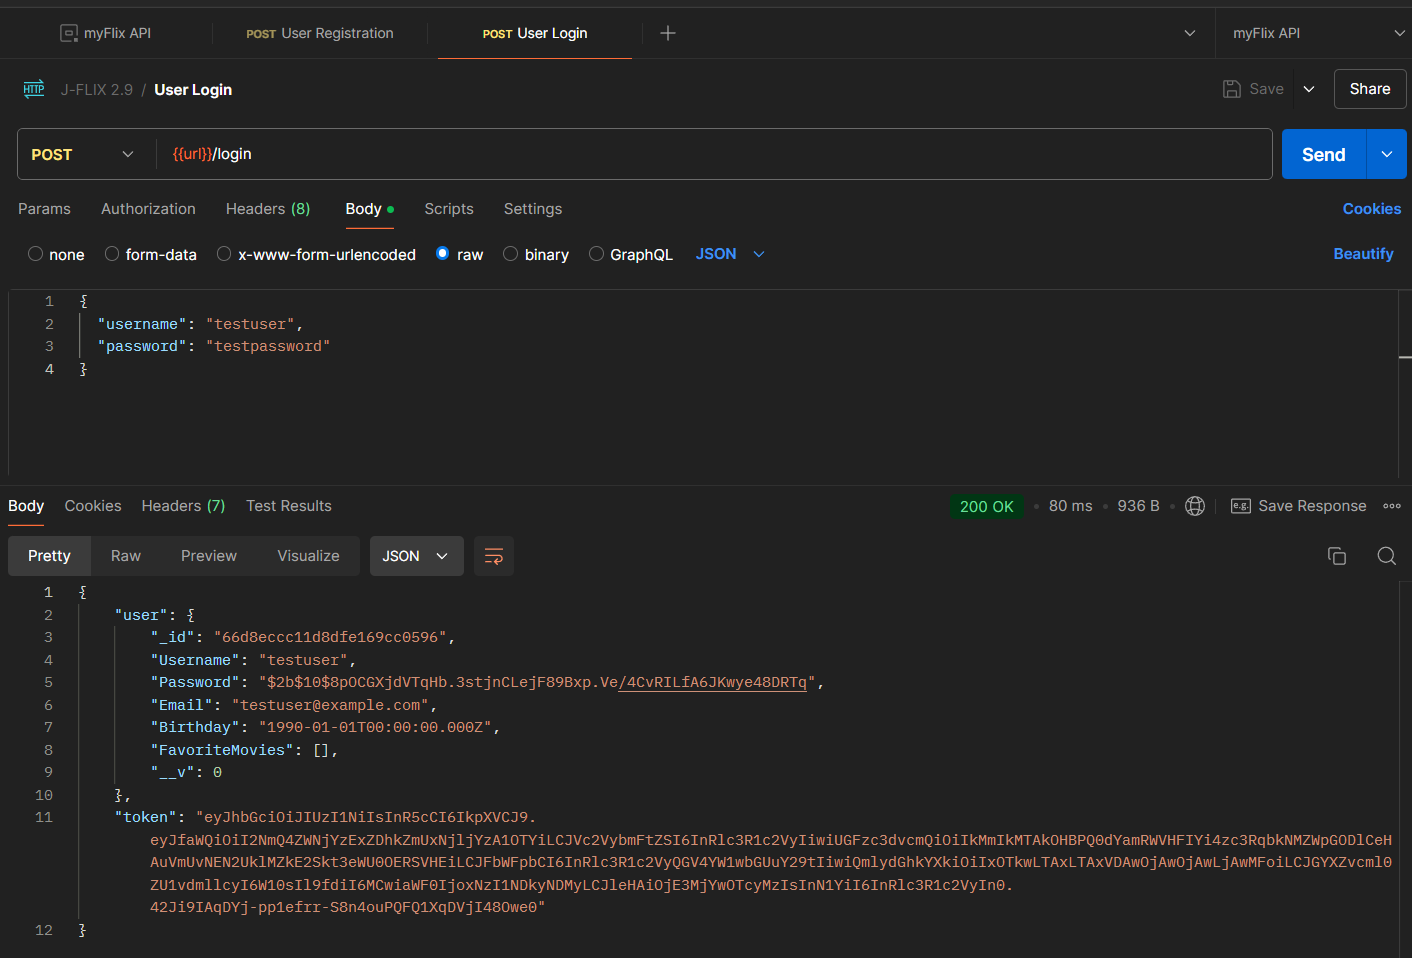 myFlix API
POST User Registration
POST User Login
myFlix API
HTTP J-FLIX 2.9 / User Login
Save
Share
POST
{{url}}/login
Send
Params Authorization Headers (8) Body Scripts Settings
Cookies
none form-data x-www-form-urlencoded raw binary GraphQL JSON
Beautify
1 {
2 "username": "testuser",
3 "password": "testpassword"
4 }
Body Cookies Headers (7) Test Results
200 OK • 80 ms • 936 B
e.g. Save Response
Pretty Raw Preview Visualize JSON
1 {
2 "user": {
3 "_id": "66d8eccc11d8dfe169cc0596",
4 "Username": "testuser",
5 "Password": "$2b$10$8pOCGXjdVTqHb.3stjnCLejF89Bxp.Ve/4CvRILfA6JKwye48DRTq",
6 "Email": "testuser@example.com",
7 "Birthday": "1990-01-01T00:00:00.000Z",
8 "FavoriteMovies": [],
9 "__v": 0
10 },
11 "token": "eyJhbGciOiJIUzI1NiIsInR5cCI6IkpXVCJ9.
eyJfaWQiOiI2NmQ4ZWNjYzExZDhkZmUxNjljYzA1OTYiLCJVc2VybmFtZSI6InRlc3R1c2VyIiwiUGFzc3dvcmQiOiIkMmIkMTAkOHBPQ0dYamRWVHFIYi4zc3RqbkNMZWpGODlCeH
AuVmUvNEN2UklMZkE2Skt3eWU0OERSVHEiLCJFbWFpbCI6InRlc3R1c2VyQGV4YW1wbGUuY29tIiwiQmlydGhkYXkiOiIxOTkwLTAxLTAxVDAwOjAwOjAwLjAwMFoiLCJGYXZvcml0
ZU1vdmllcyI6W10sIl9fdiI6MCwiaWF0IjoxNzI1NDkyNDMyLCJleHAiOjE3MjYwOTcyMzIsInN1YiI6InRlc3R1c2VyIn0.
42Ji9IAqDYj-pp1efrr-S8n4ouPQFQ1XqDVjI48Owe0"
12 }